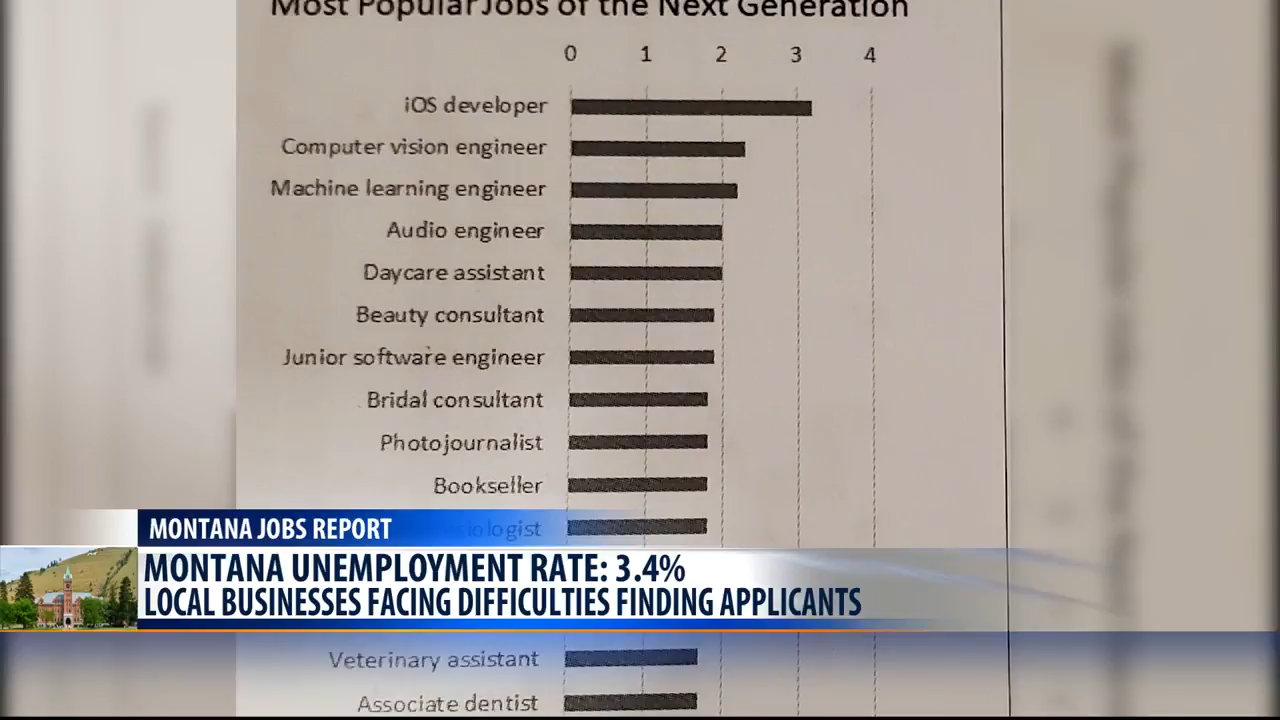 Most Popular Jobs of the Next Generation
0 1 2 3 4
iOS developer
Computer vision engineer
Machine learning engineer
Audio engineer
Daycare assistant
Beauty consultant
Junior software engineer
Bridal consultant
Photojournalist
Bookseller
MONTANA JOBS REPORT
MONTANA UNEMPLOYMENT RATE: 3.4%
LOCAL BUSINESSES FACING DIFFICULTIES FINDING APPLICANTS
Veterinary assistant
Associate dentist